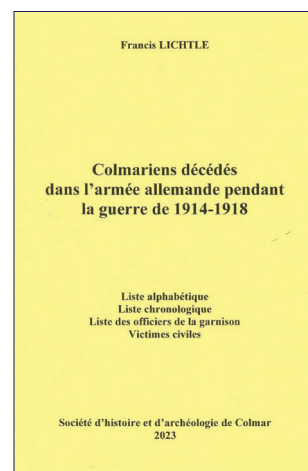 Francis LICHTLE
Colmariens décédés
dans l'armée allemande pendant
la guerre de 1914-1918
Liste alphabétique
Liste chronologique
Liste des officiers de la garnison
Victimes civiles
Société d'histoire et d'archéologie de Colmar
2023